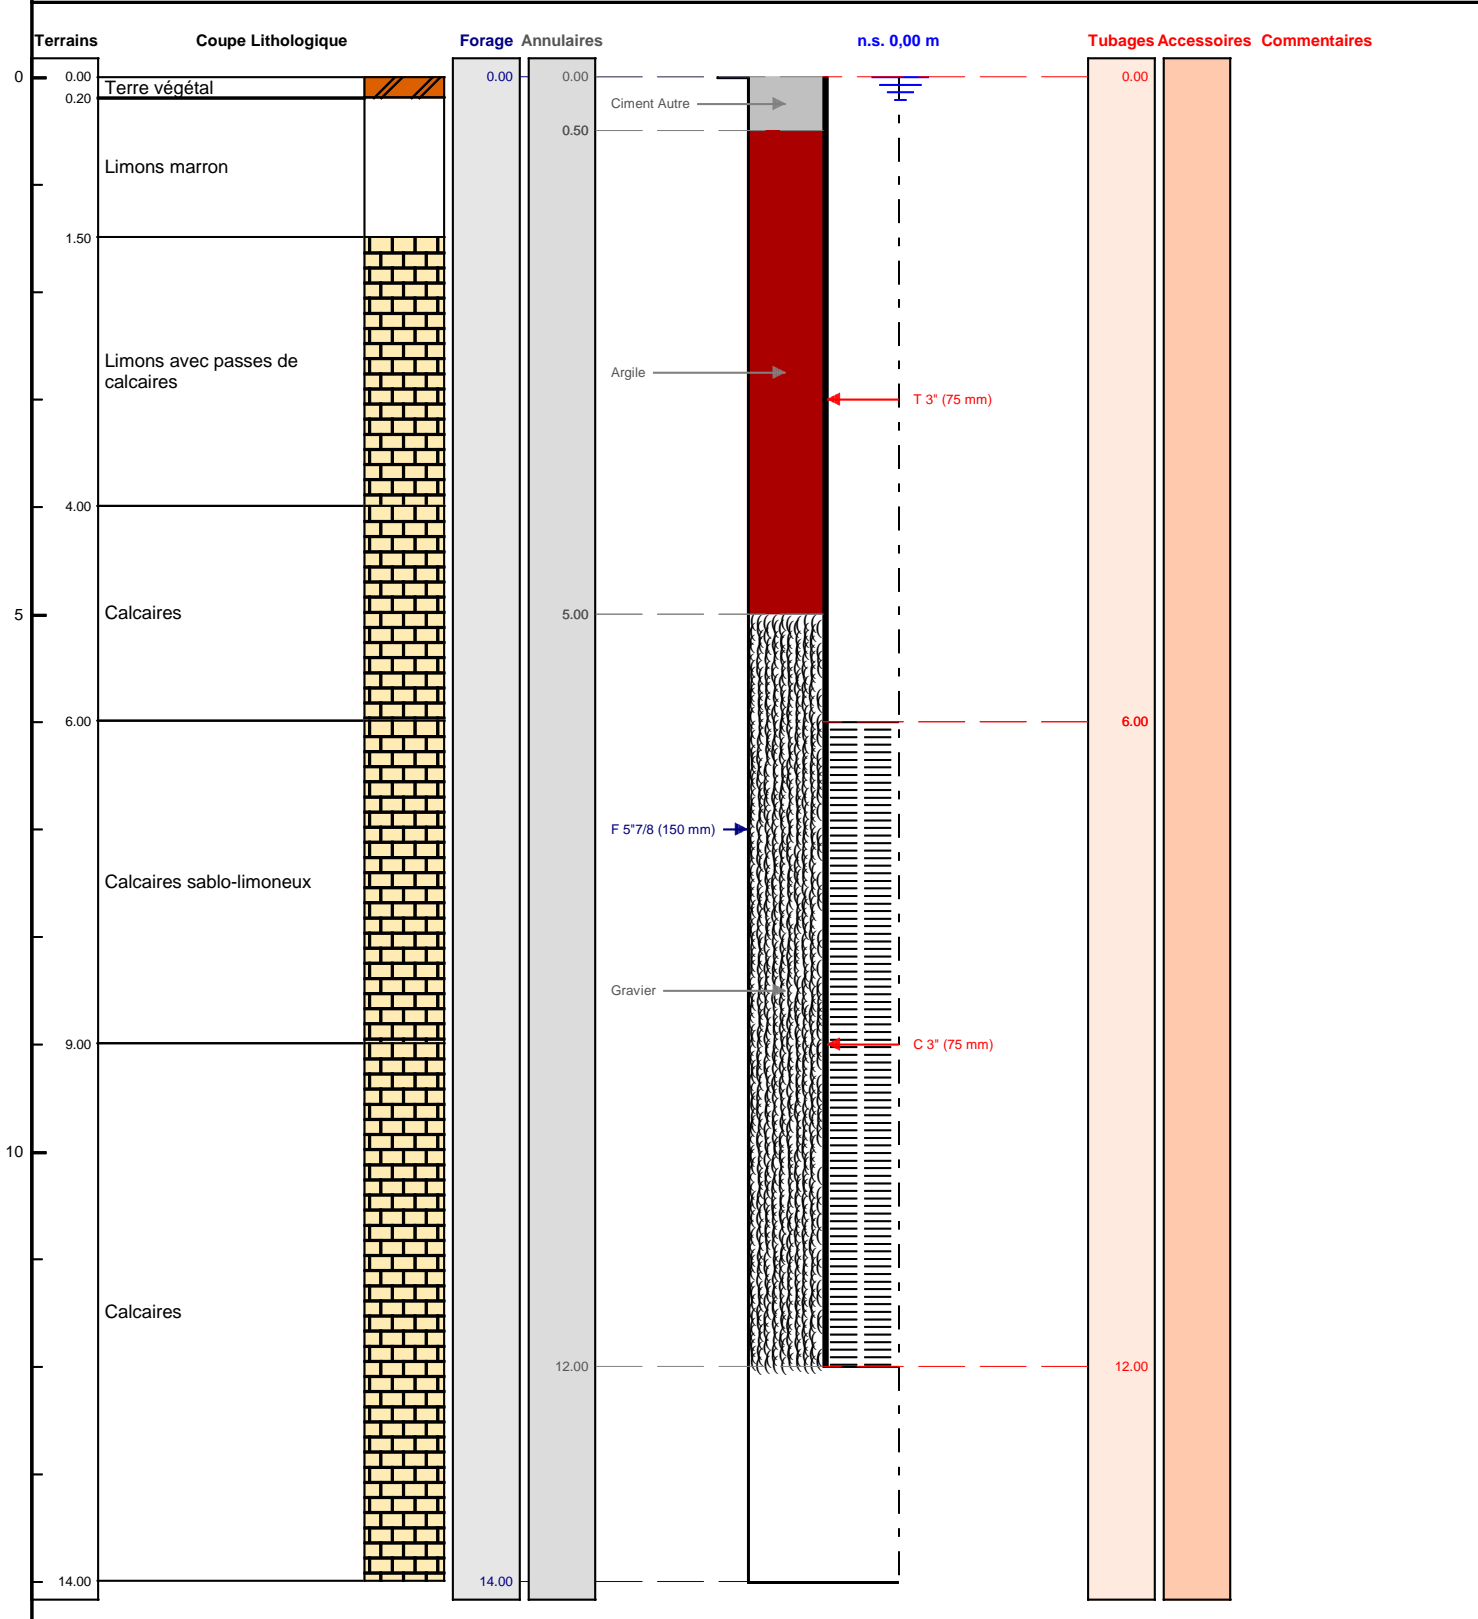 Terrains Coupe Lithologique Forage Annulaires n.s. 0,00 m Tubages Accessoires Commentaires
0 0.00 0.00 0.00 0.00
Terre végétal
0.20
Ciment Autre
0.50
Limons marron
1.50
Limons avec passes de
calcaires
Argile
T 3" (75 mm)
4.00
5 Calcaires 5.00
6.00 6.00
F 5"7/8 (150 mm)
Calcaires sablo-limoneux
Gravier
9.00 C 3" (75 mm)
10
Calcaires
12.00 12.00
14.00 14.00